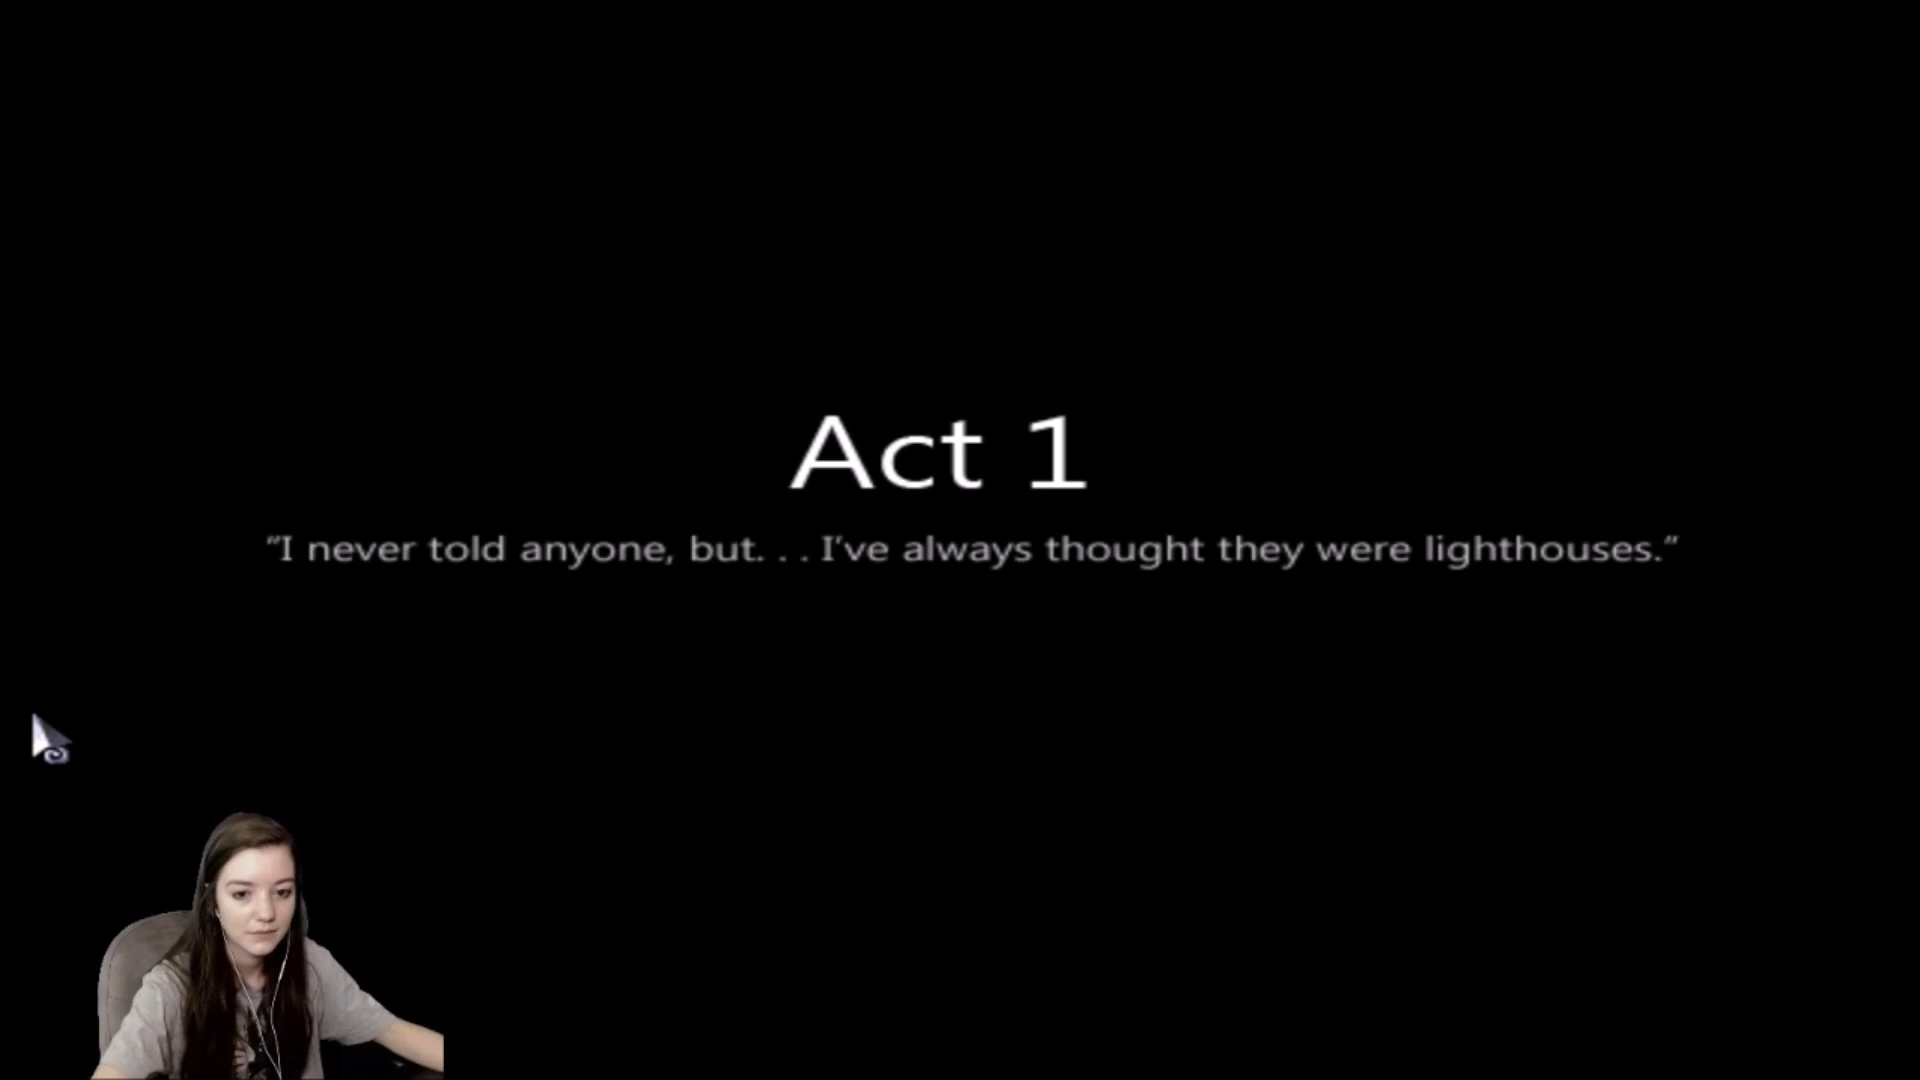 Act 1
“I never told anyone, but. . . I’ve always thought they were lighthouses.”